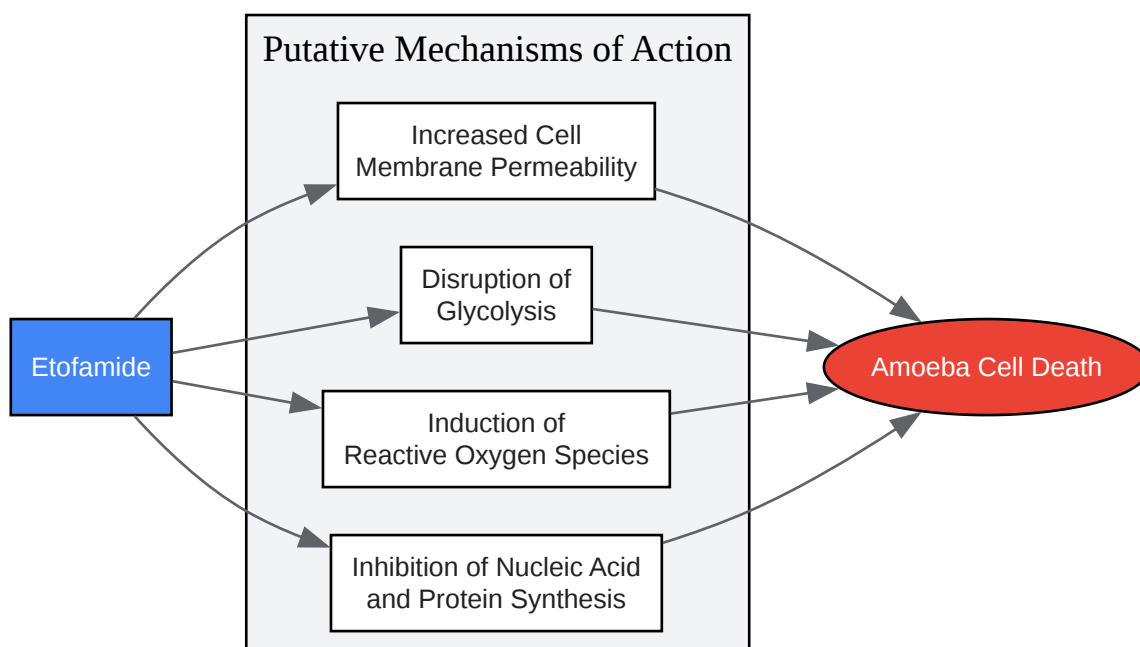 Putative Mechanisms of Action
Increased Cell
Membrane Permeability
Disruption of
Glycolysis
Etofamide
Amoeba Cell Death
Induction of
Reactive Oxygen Species
Inhibition of Nucleic Acid
and Protein Synthesis